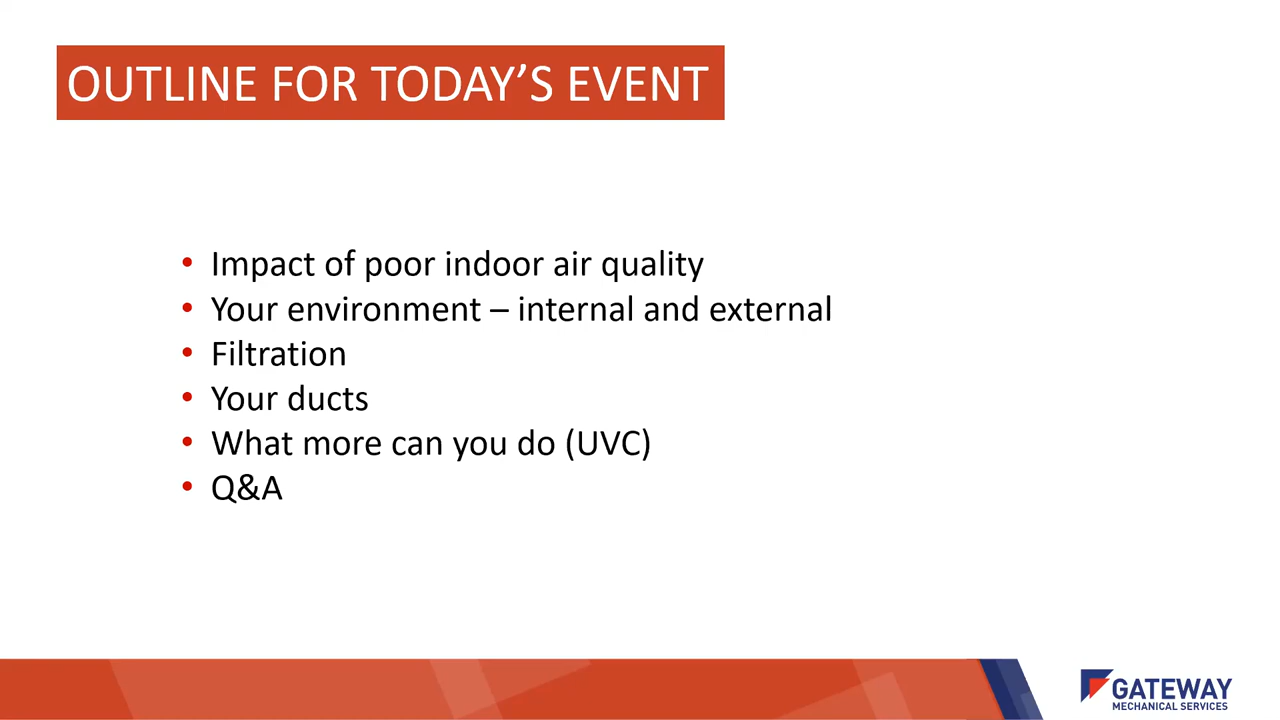 OUTLINE FOR TODAY’S EVENT
• Impact of poor indoor air quality
• Your environment – internal and external
• Filtration
• Your ducts
• What more can you do (UVC)
• Q&A
GATEWAY
MECHANICAL SERVICES